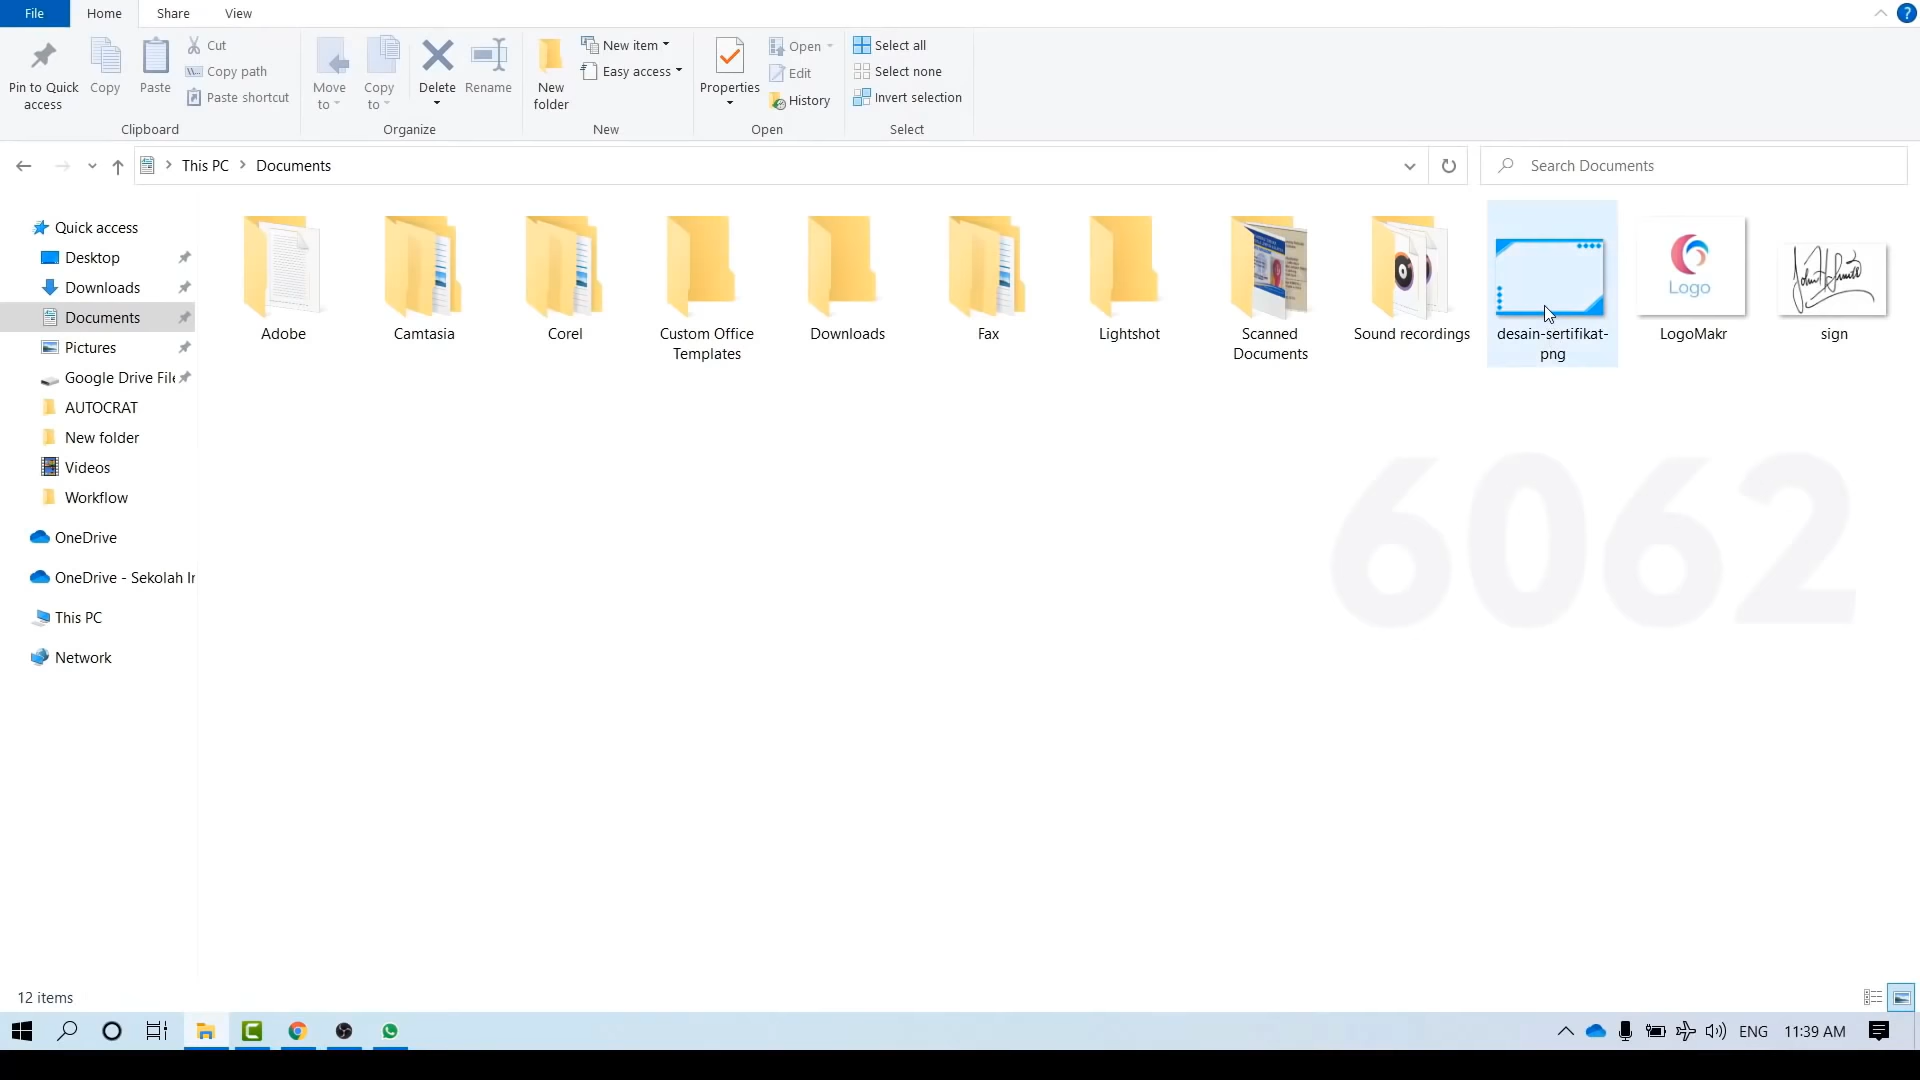 File Home Share View
Pin to Quick access
Copy
Paste
Cut
Copy path
Paste shortcut
Clipboard
Move to
Copy to
Delete
Rename
Organize
New folder
New item
Easy access
New
Properties
Open
Edit
History
Open
Select all
Select none
Invert selection
Select
This PC > Documents
Search Documents
Quick access
Desktop
Downloads
Documents
Pictures
Google Drive File
AUTOCRAT
New folder
Videos
Workflow
OneDrive
OneDrive - Sekolah Ir
This PC
Network
Adobe
Camtasia
Corel
Custom Office
Templates
Downloads
Fax
Lightshot
Scanned
Documents
Sound recordings
desain-sertifikat-
png
Logo
LogoMakr
sign
6062
12 items
ENG 11:39 AM